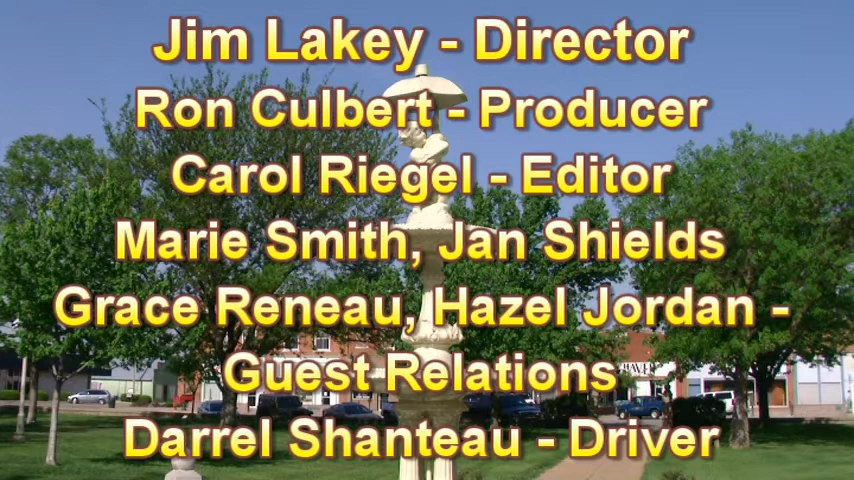 Jim Lakey - Director
Ron Culbert - Producer
Carol Riegel - Editor
Marie Smith, Jan Shields
Grace Reneau, Hazel Jordan -
Guest Relations
Darrel Shanteau - Driver